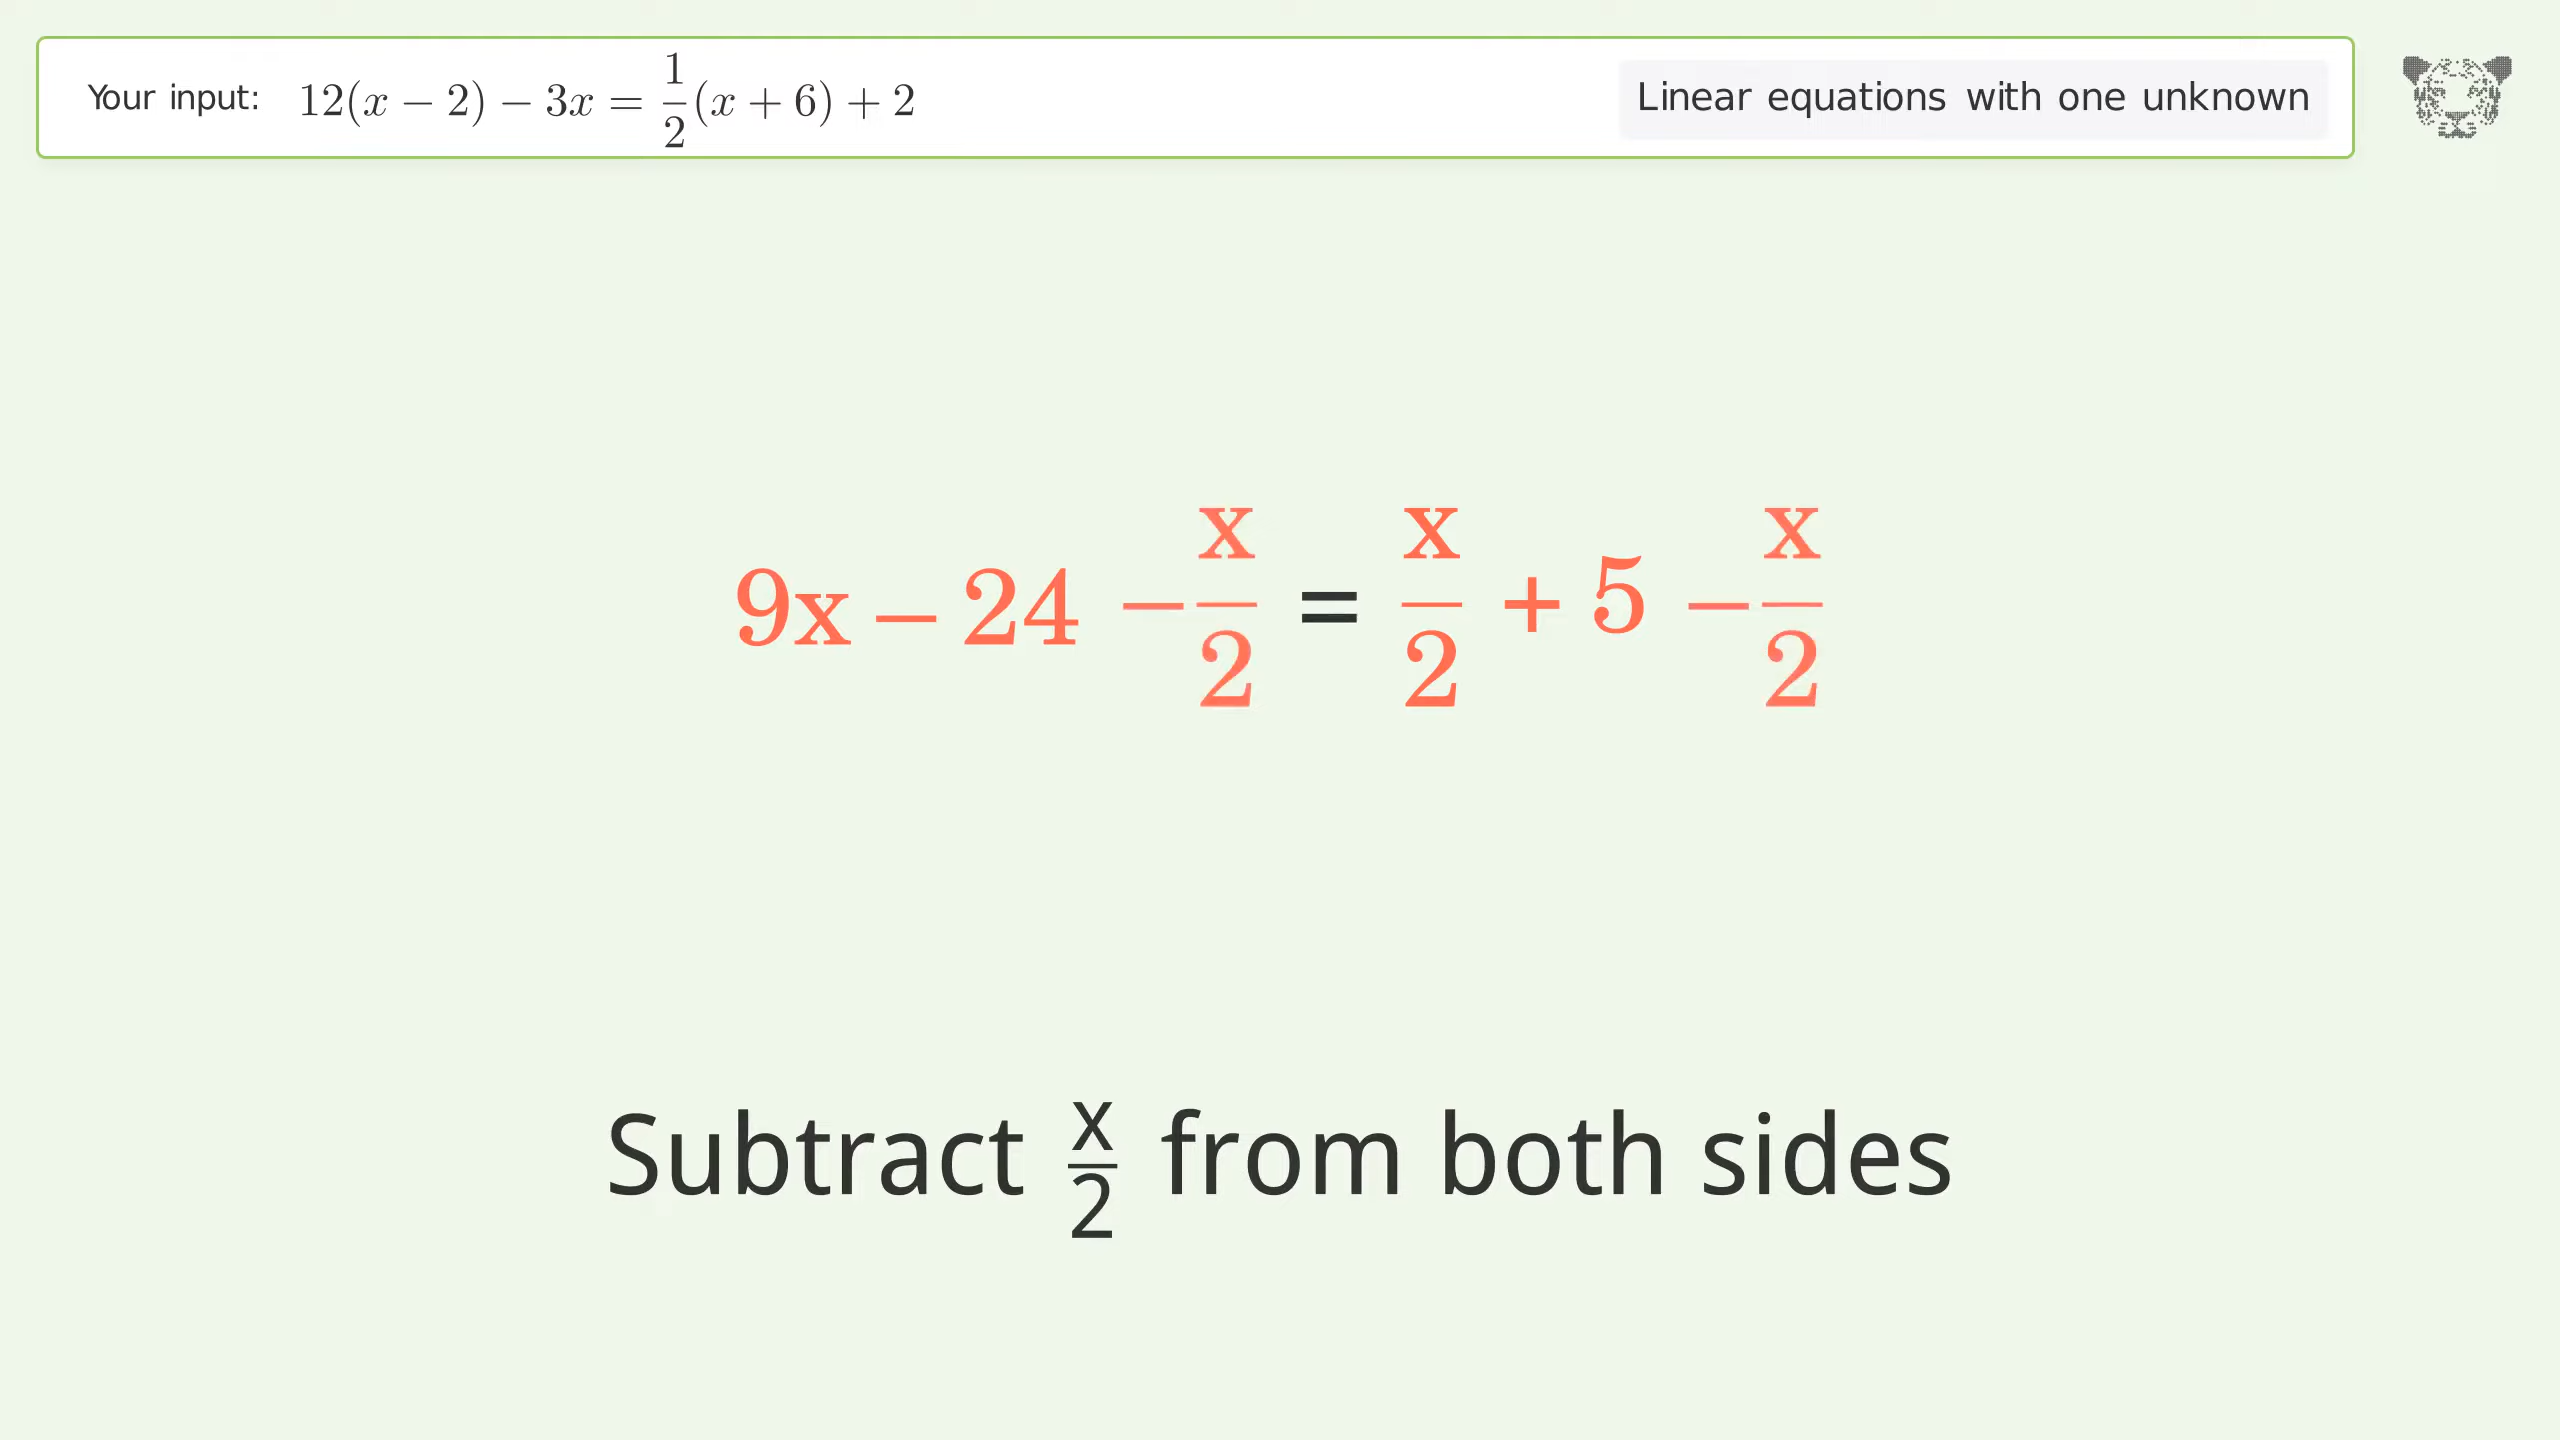 Your input: 12(x − 2) − 3x = 1/2(x + 6) + 2
Linear equations with one unknown
9x − 24 − x/2 = x/2 + 5 − x/2
Subtract x/2 from both sides